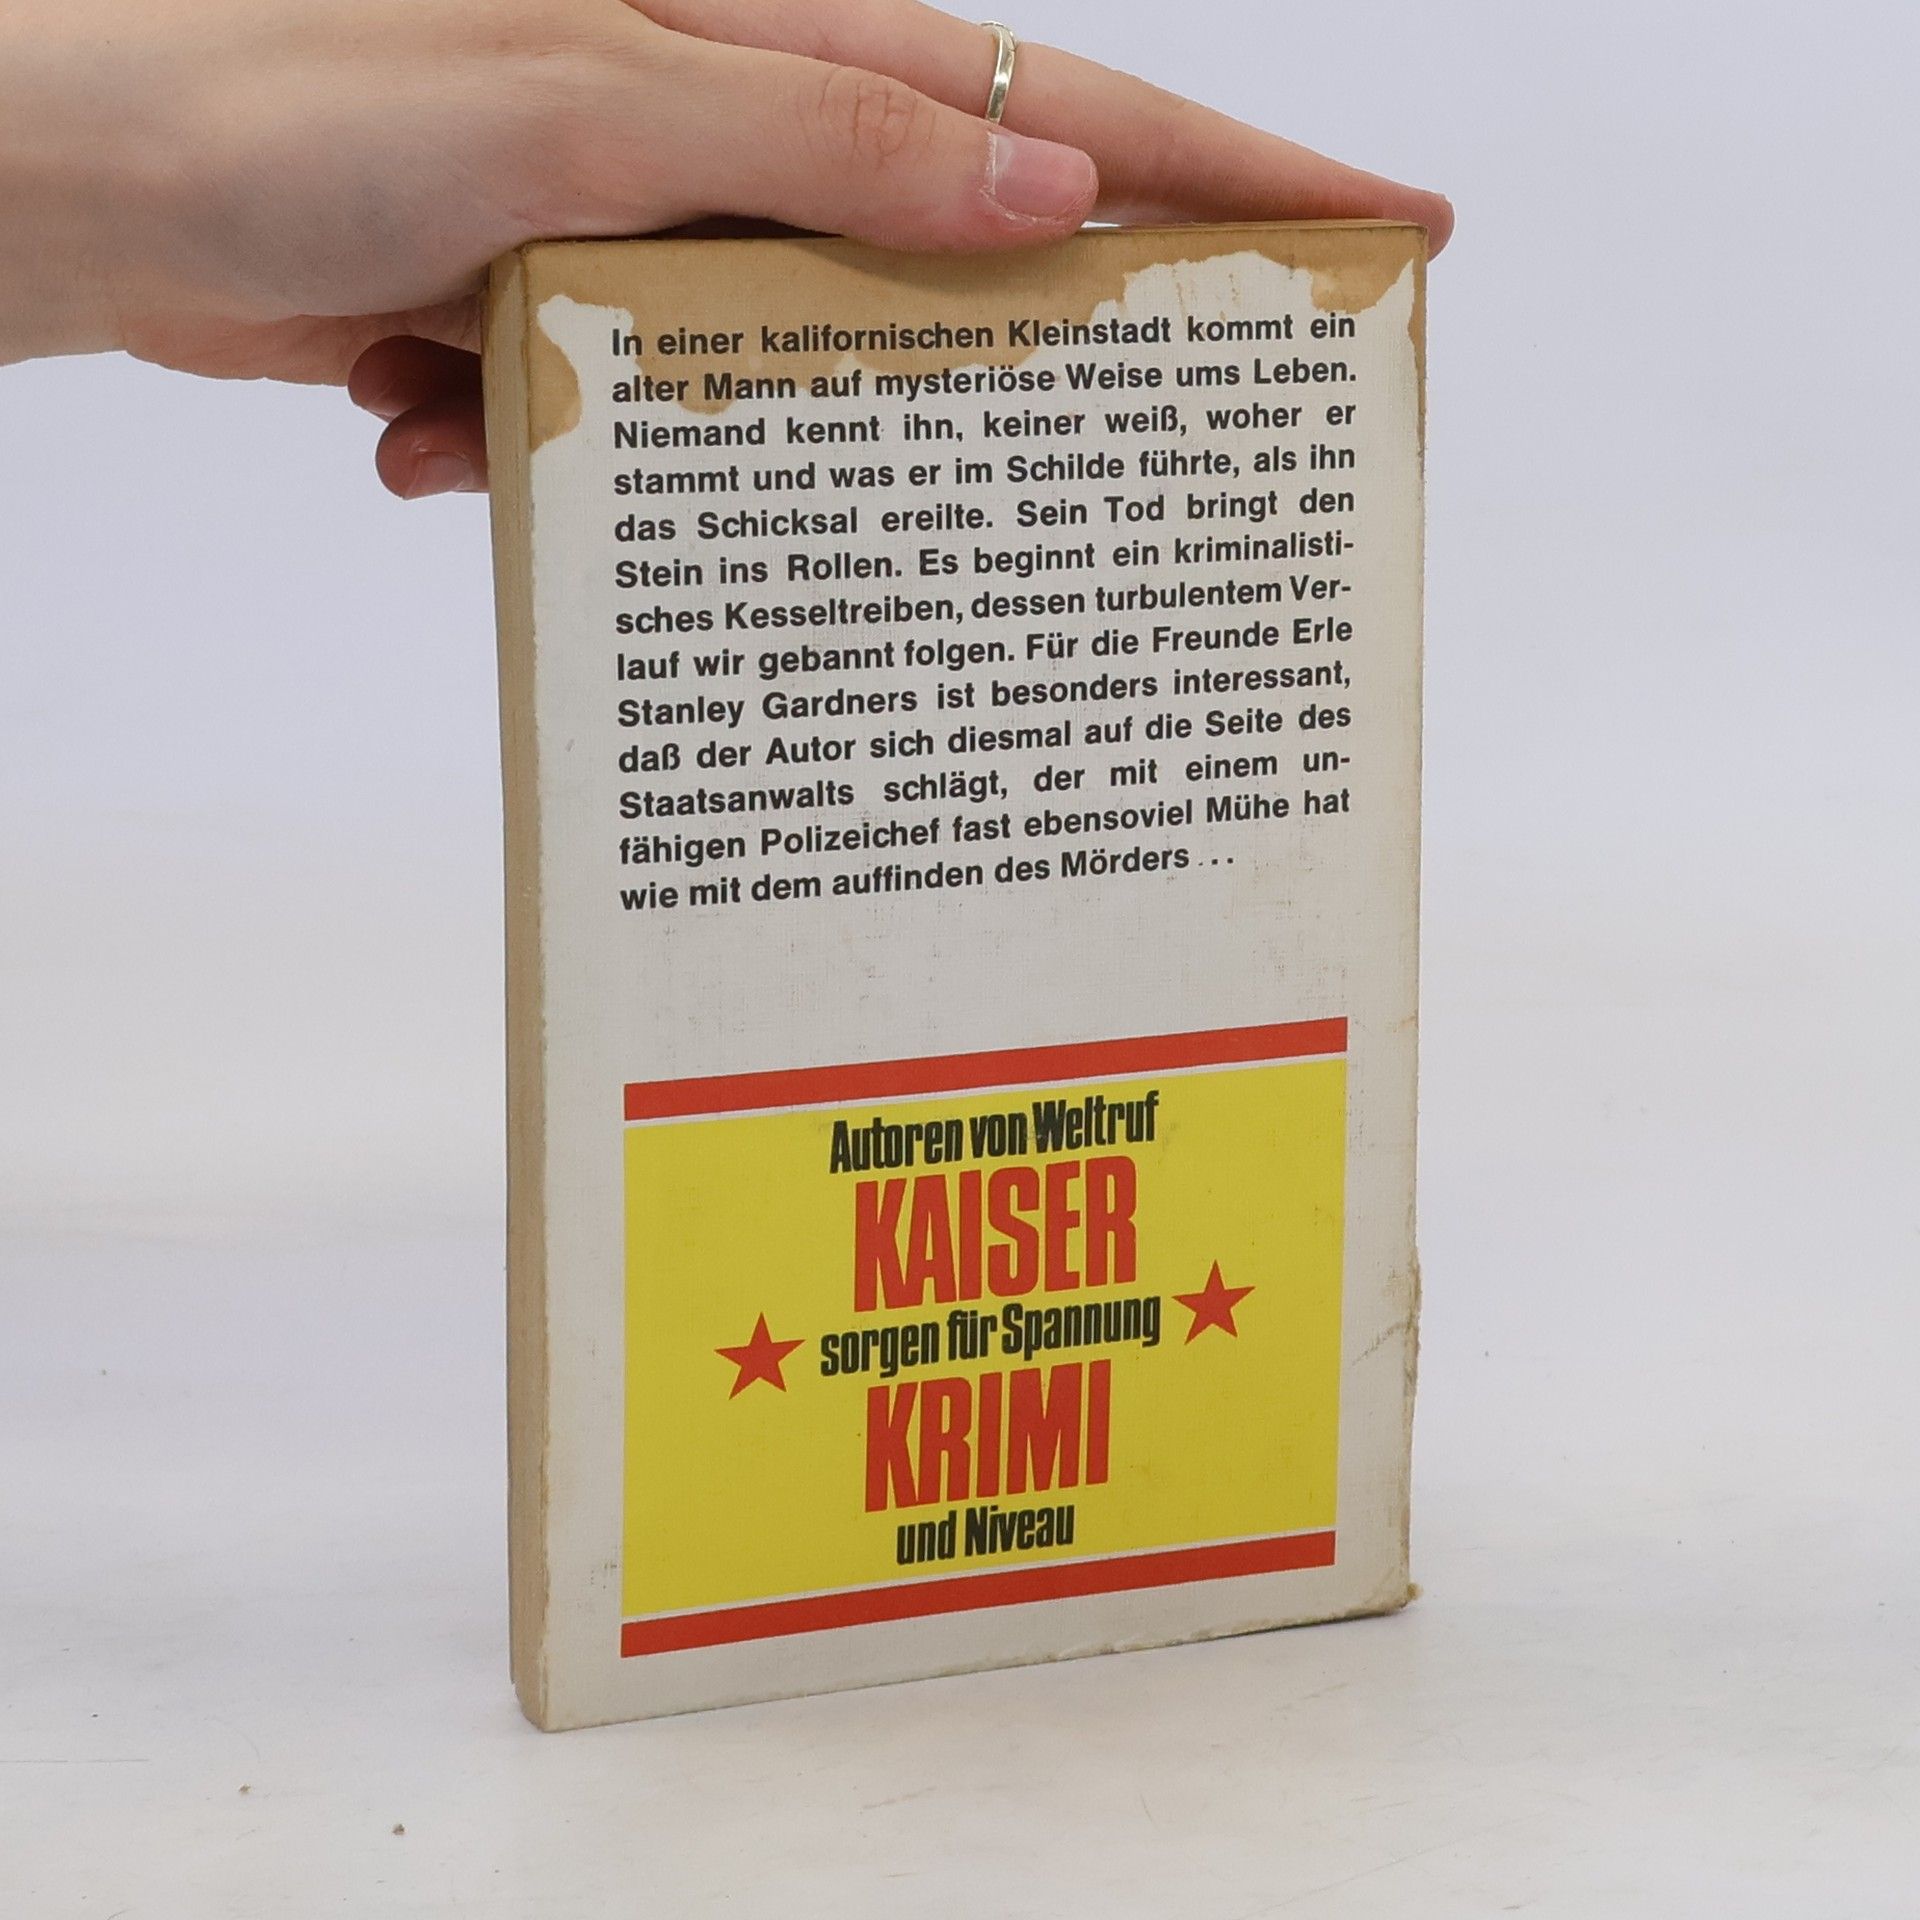 In einer kalifornischen Kleinstadt kommt ein
alter Mann auf mysteriöse Weise ums Leben.
Niemand kennt ihn, keiner weiß, woher er
stammt und was er im Schilde führte, als ihn
das Schicksal ereilte. Sein Tod bringt den
Stein ins Rollen. Es beginnt ein kriminalisti-
sches Kesseltreiben, dessen turbulentem Ver-
lauf wir gebannt folgen. Für die Freunde Erle
Stanley Gardners ist besonders interessant,
daß der Autor sich diesmal auf die Seite des
Staatsanwalts schlägt, der mit einem un-
fähigen Polizeichef fast ebensoviel Mühe hat
wie mit dem auffinden des Mörders ...
Autoren von Weltruf
KAISER
sorgen für Spannung
KRIMI
und Niveau